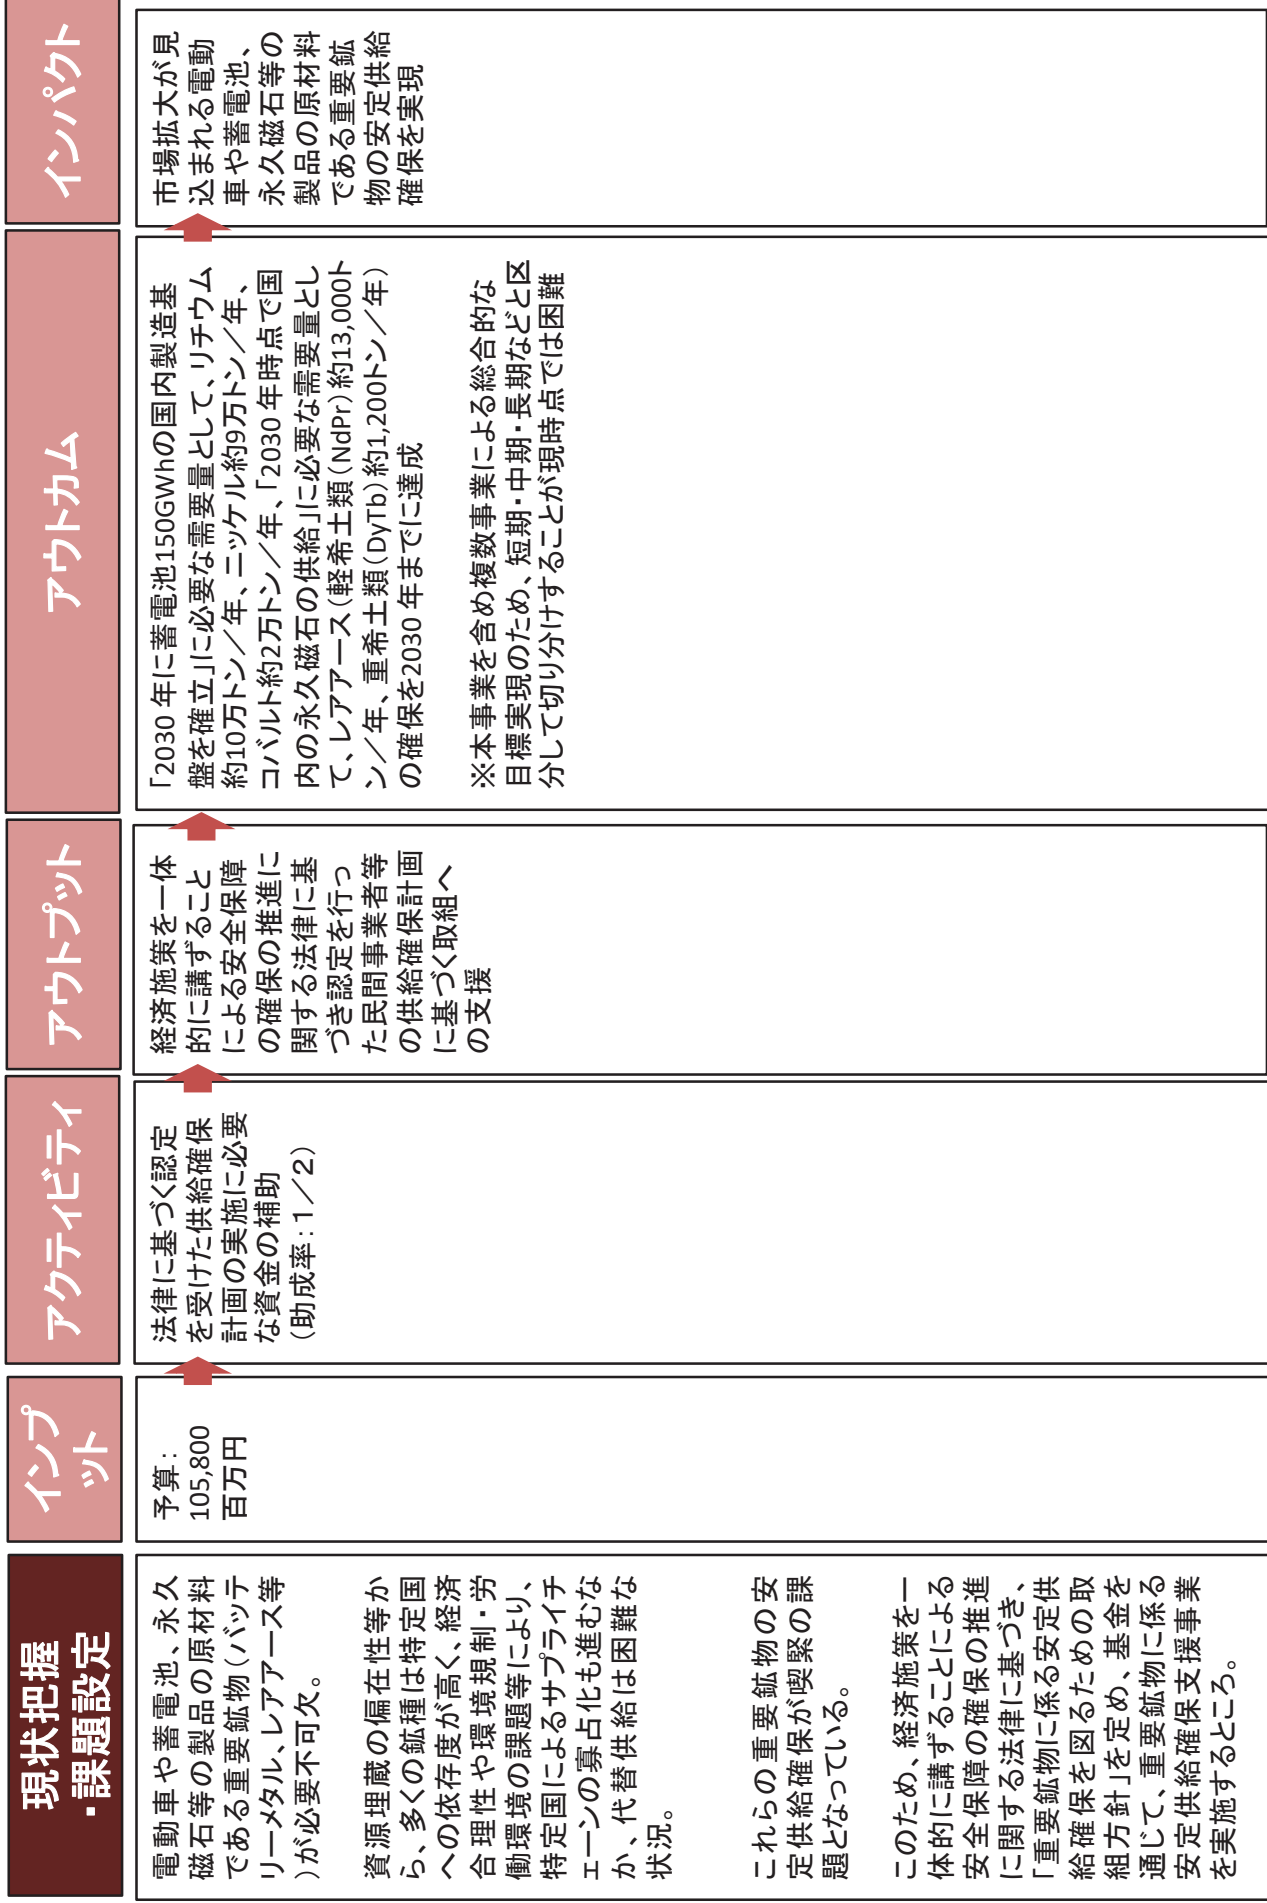 現状把握
・課題設定
電動車や蓄電池、永久
磁石等の製品の原材料
である重要鉱物（バッテ
リーメタル、レアアース等
）が必要不可欠。
資源埋蔵の偏在性等か
ら、多くの鉱種は特定国
への依存度が高く、経済
合理性や環境規制・労
働環境の課題等により、
特定国によるサプライチ
ェーンの寡占化も進むな
か、代替供給は困難な
状況。
これらの重要鉱物の安
定供給確保が喫緊の課
題となっている。
このため、経済施策を一
体的に講ずることによる
安全保障の確保の推進
に関する法律に基づき、
「重要鉱物に係る安定供
給確保を図るための取
組方針」を定め、基金を
通じて、重要鉱物に係る
安定供給確保支援事業
を実施するところ。
インプ
ット
予算：
105,800
百万円
アクティビティ
法律に基づく認定
を受けた供給確保
計画の実施に必要
な資金の補助
（助成率：１／２）
アウトプット
経済施策を一体
的に講ずること
による安全保障
の確保の推進に
関する法律に基
づき認定を行っ
た民間事業者等
の供給確保計画
に基づく取組へ
の支援
アウトカム
「2030 年に蓄電池150GWhの国内製造基
盤を確立」に必要な需要量として、リチウム
約10万トン／年、ニッケル約9万トン／年、
コバルト約2万トン／年、「2030 年時点で国
内の永久磁石の供給」に必要な需要量とし
て、レアアース（軽希土類（NdPr）約13,000ト
ン／年、重希土類（DyTb）約1,200トン／年）
の確保を2030 年までに達成
※本事業を含め複数事業による総合的な
目標実現のため、短期・中期・長期などと区
分して切り分けすることが現時点では困難
インパクト
市場拡大が見
込まれる電動
車や蓄電池、
永久磁石等の
製品の原材料
である重要鉱
物の安定供給
確保を実現